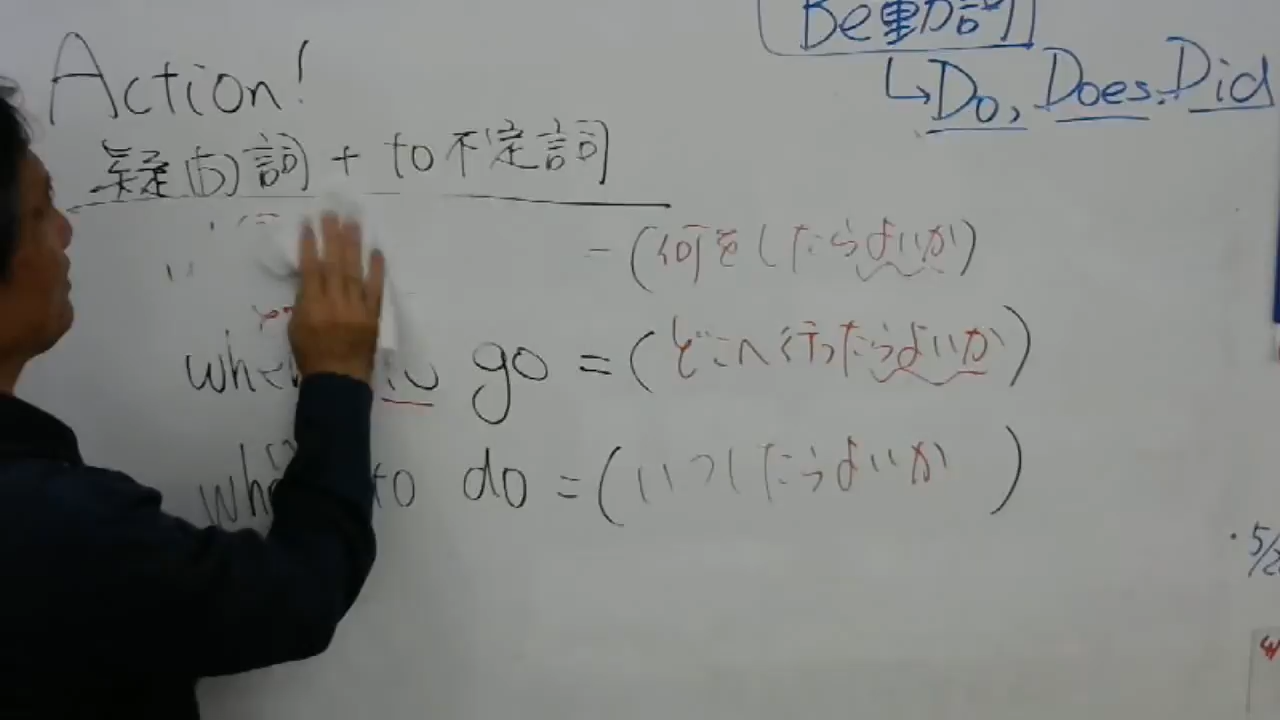 Be動詞
Action!
↳Do, Does, Did
疑問詞 + to不定詞
(何をしたらよいか)
go = (どこへ行ったらよいか)
to do = (いつしたらよいか )
5/2